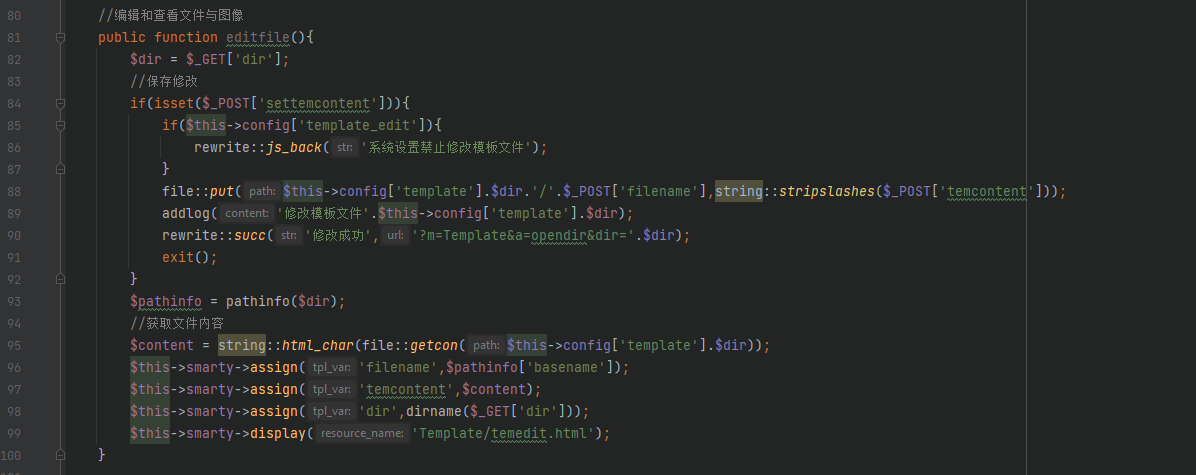 80 //编辑和查看文件与图像
81 public function editfile(){
82 $dir = $_GET['dir'];
83 //保存修改
84 if(isset($_POST['settemcontent'])){
85 if($this->config['template_edit']){
86 rewrite::js_back( str: '系统设置禁止修改模板文件');
87 }
88 file::put( path: $this->config['template'].$dir.'/'.$_POST['filename'],string::stripslashes($_POST['temcontent']));
89 addlog( content: '修改模板文件'.$this->config['template'].$dir);
90 rewrite::succ( str: '修改成功', url: '?m=Template&a=opendir&dir='.$dir);
91 exit();
92 }
93 $pathinfo = pathinfo($dir);
94 //获取文件内容
95 $content = string::html_char(file::getcon( path: $this->config['template'].$dir));
96 $this->smarty->assign( tpl_var: 'filename',$pathinfo['basename']);
97 $this->smarty->assign( tpl_var: 'temcontent',$content);
98 $this->smarty->assign( tpl_var: 'dir',dirname($_GET['dir']));
99 $this->smarty->display( resource_name: 'Template/temedit.html');
100 }